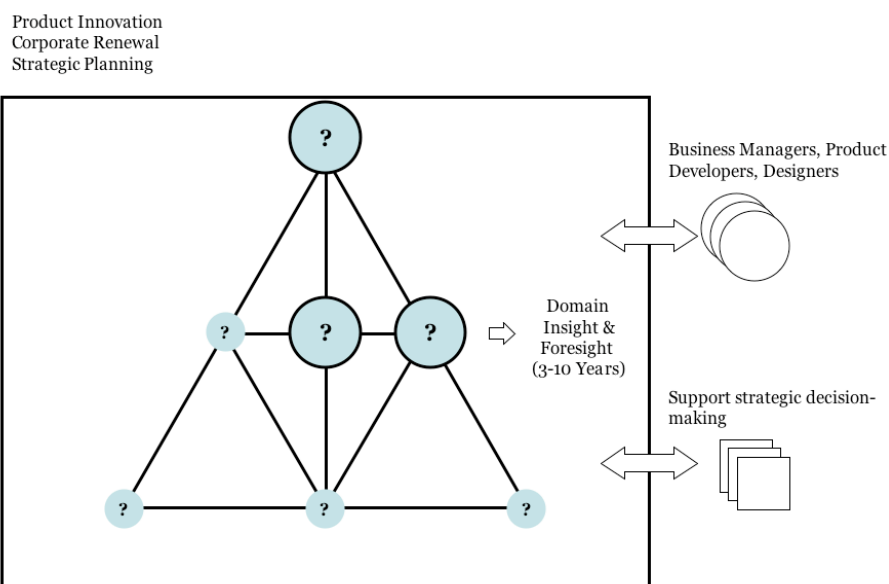 Product Innovation
Corporate Renewal
Strategic Planning
?
Business Managers, Product
Developers, Designers
?
?
?
Domain
Insight &
Foresight
(3-10 Years)
Support strategic decision-
making
?
?
?